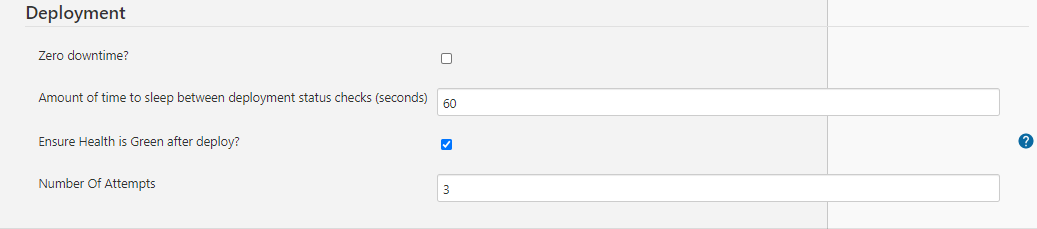 Deployment
Zero downtime?
Amount of time to sleep between deployment status checks (seconds) 60
Ensure Health is Green after deploy? ?
Number Of Attempts 3